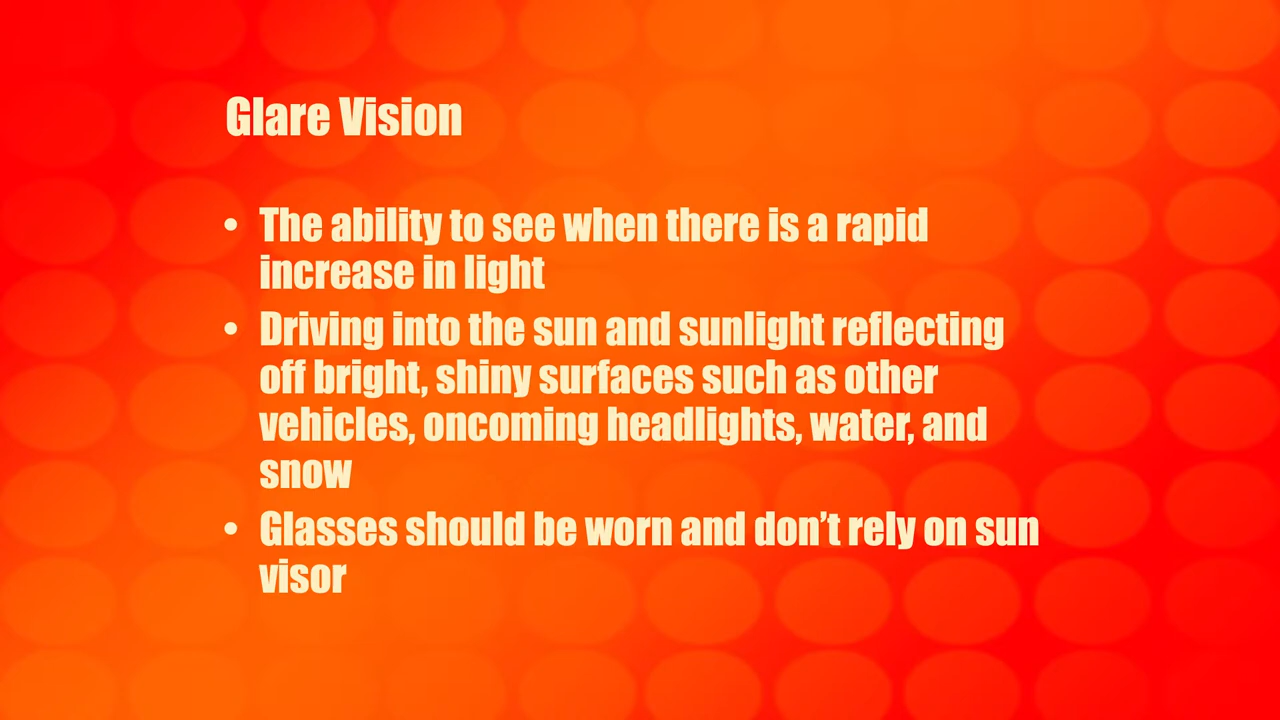 Glare Vision
• The ability to see when there is a rapid
increase in light
• Driving into the sun and sunlight reflecting
off bright, shiny surfaces such as other
vehicles, oncoming headlights, water, and
snow
• Glasses should be worn and don’t rely on sun
visor